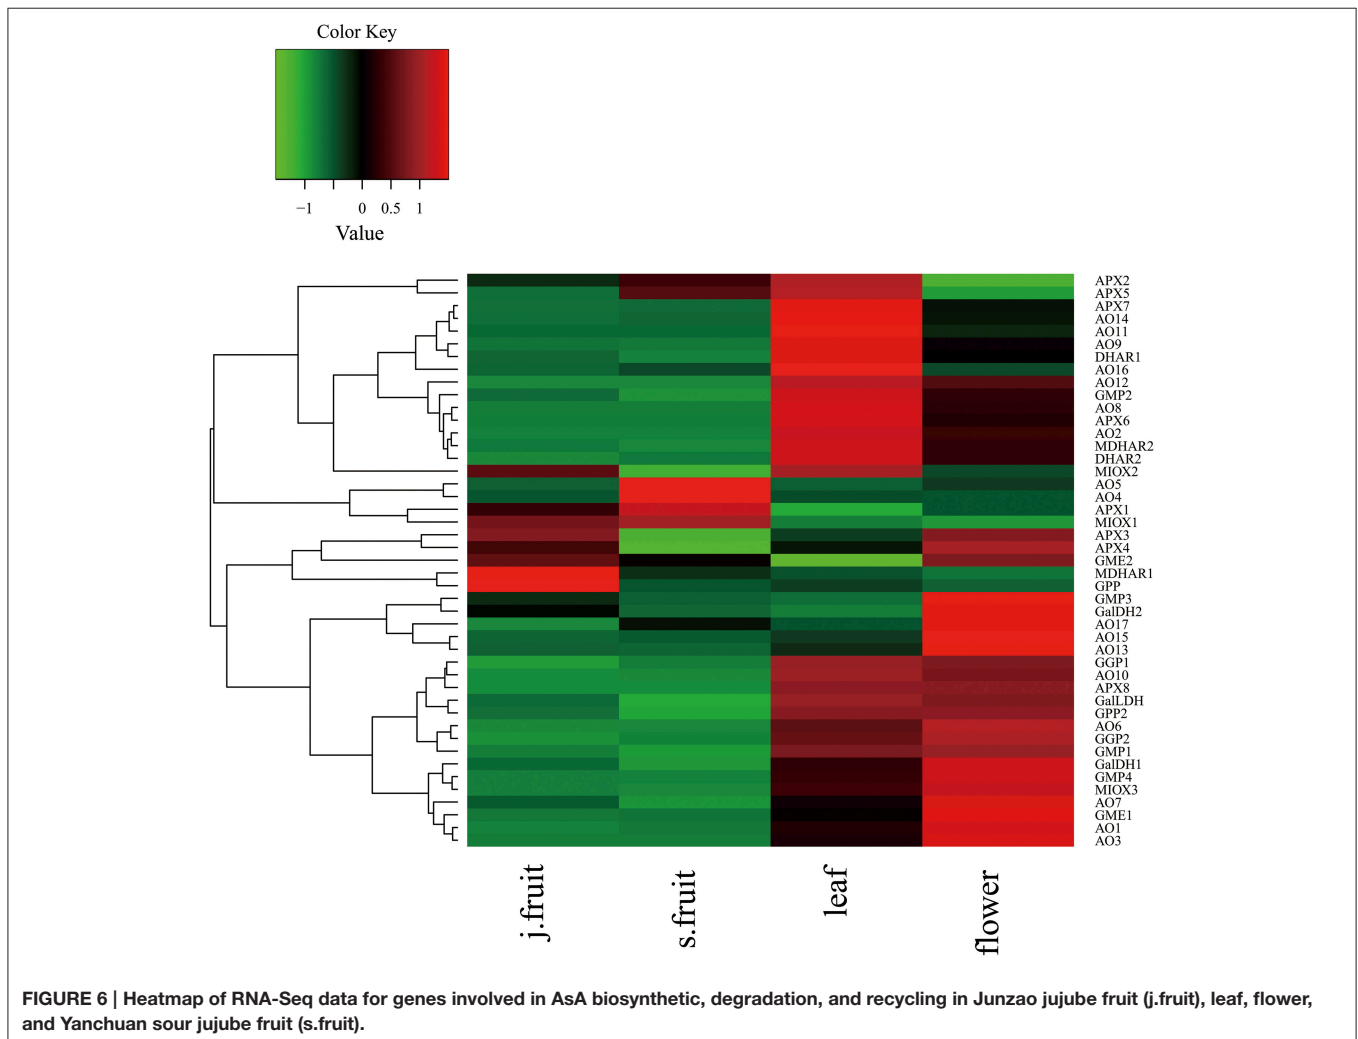 Color Key
−1 0 0.5 1
Value
APX2
APX5
APX7
AO14
AO11
AO9
DHAR1
AO16
AO12
GMP2
AO8
APX6
AO2
MDHAR2
DHAR2
MIOX2
AO5
AO4
APX1
MIOX1
APX3
APX4
GME2
MDHAR1
GPP
GMP3
GalDH2
AO17
AO15
AO13
GGP1
AO10
APX8
GalLDH
GPP2
AO6
GGP2
GMP1
GalDH1
GMP4
MIOX3
AO7
GME1
AO1
AO3
j.fruit s.fruit leaf flower
FIGURE 6 | Heatmap of RNA-Seq data for genes involved in AsA biosynthetic, degradation, and recycling in Junzao jujube fruit (j.fruit), leaf, flower,
and Yanchuan sour jujube fruit (s.fruit).